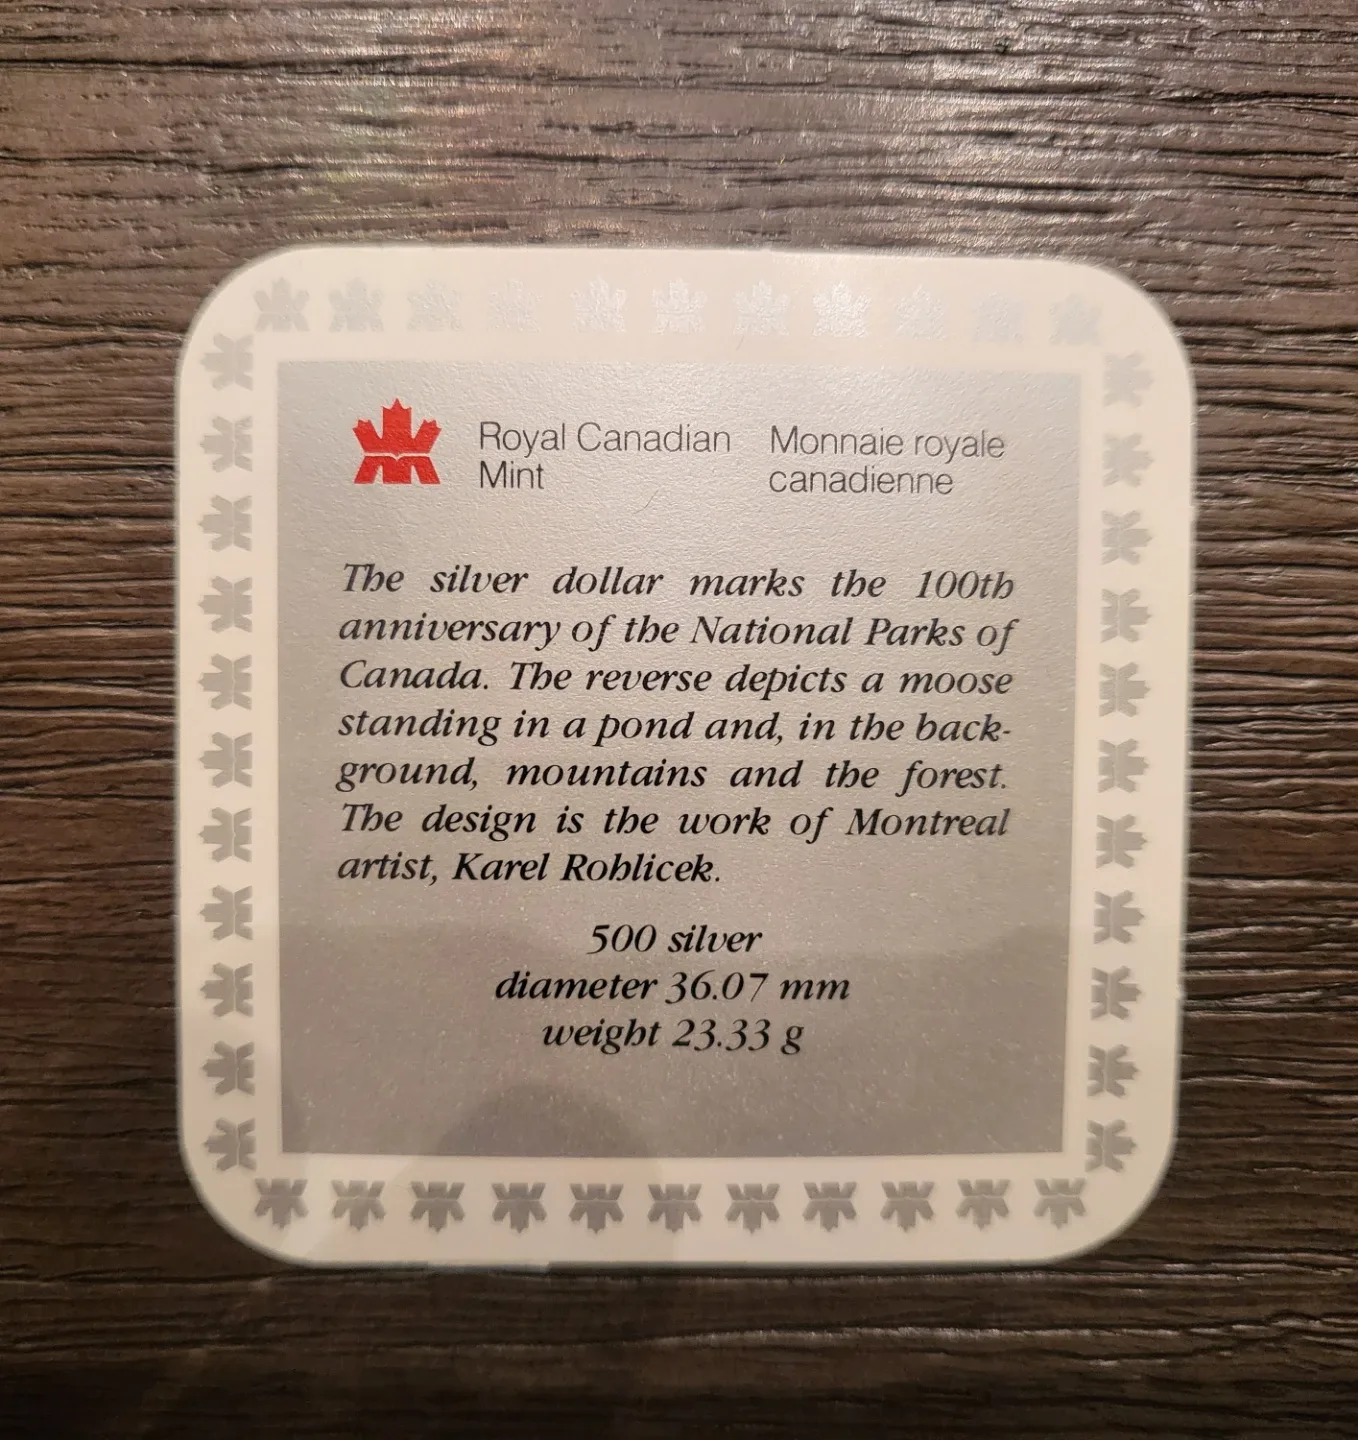 Royal Canadian Mint
Monnaie royale canadienne
The silver dollar marks the 100th
anniversary of the National Parks of
Canada. The reverse depicts a moose
standing in a pond and, in the back-
ground, mountains and the forest.
The design is the work of Montreal
artist, Karel Rohlicek.
500 silver
diameter 36.07 mm
weight 23.33 g